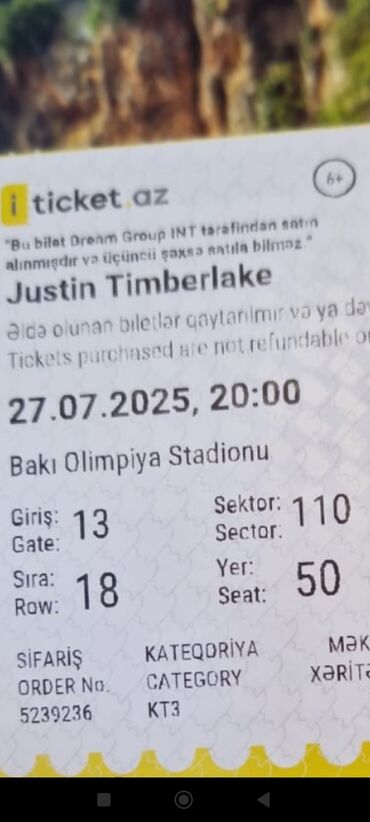 iticket.az
6+
"Bu bilet Dream Group INT tərəfindən satın
alınmışdır və üçüncü şəxsə satıla bilməz."
Justin Timberlake
Əldə olunan biletlər qaytarılmır və ya
Tickets purchased are not refundable
27.07.2025, 20:00
Bakı Olimpiya Stadionu
Giriş: 13 Sektor: 110
Gate: Sector:
Sıra: 18 Yer: 50
Row: Seat:
SİFARİŞ KATEQORİYA
ORDER No. CATEGORY
5239236 KT3